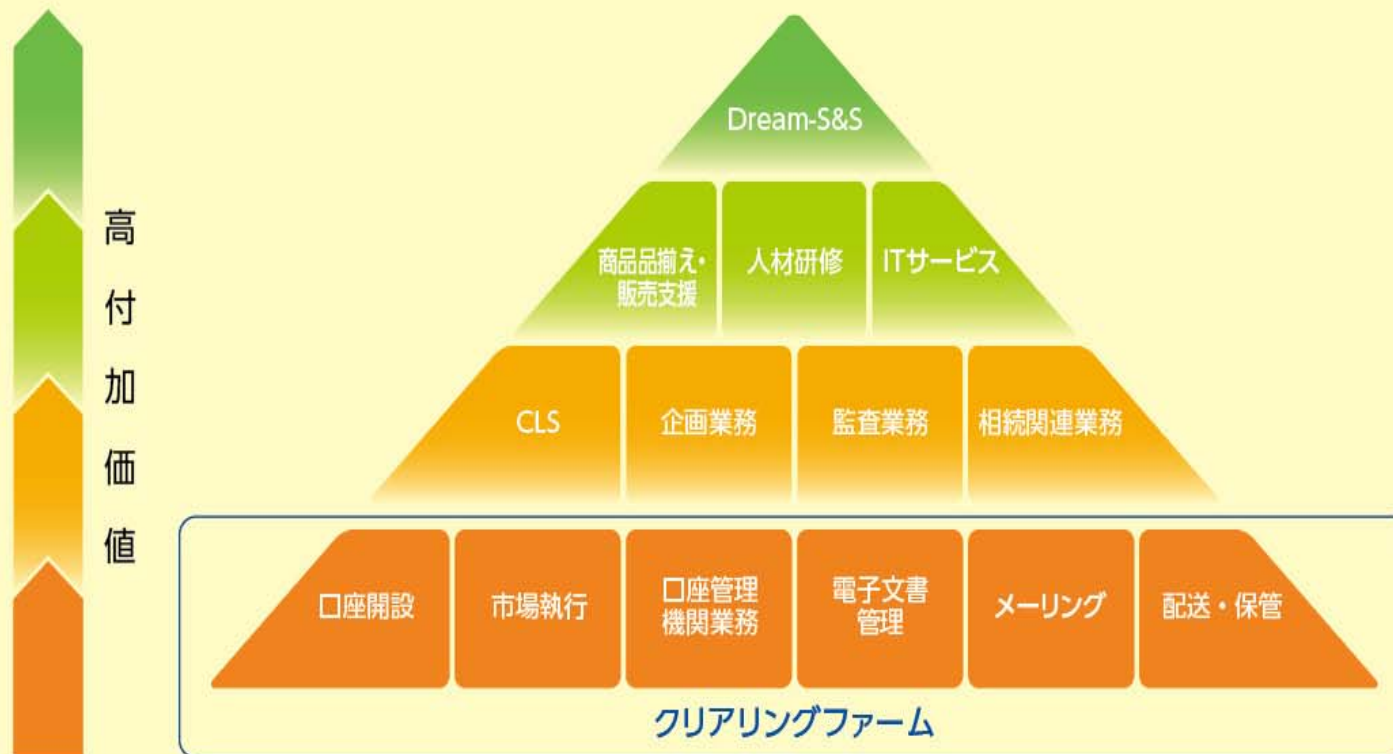 高付加価値
Dream-S&S
商品品揃え・
販売支援
人材研修
ITサービス
CLS
企画業務
監査業務
相続関連業務
口座開設
市場執行
口座管理
機関業務
電子文書
管理
メーリング
配送・保管
クリアリングファーム